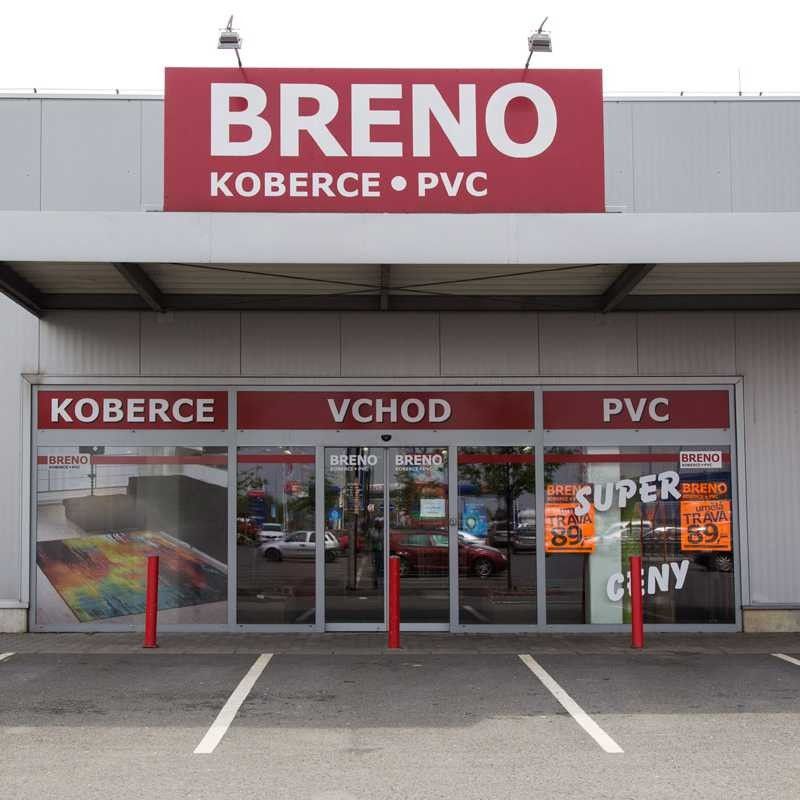 BRENO
KOBERCE • PVC
KOBERCE
VCHOD
PVC
BRENO
KOBERCE • PVC
BRENO
KOBERCE • PVC
BRENO
KOBERCE • PVC
BRENO
KOBERCE • PVC
SUPER
CENY
BRENO
TRÁVA
89,-
BRENO
umělá
TRÁVA
89,-